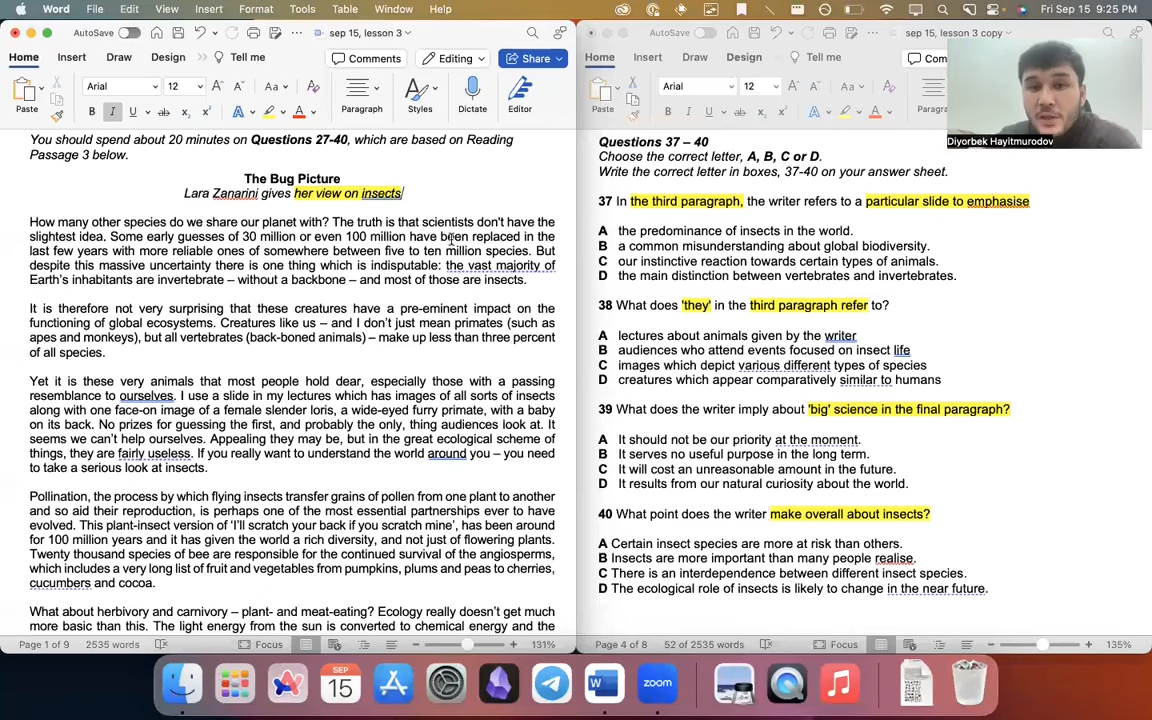 Word File Edit View Insert Format Tools Table Window Help Fri Sep 15 9:25 PM
AutoSave sep 15, lesson 3
Home Insert Draw Design Tell me Comments Editing Share
Paste Arial 12 Aa Paragraph Styles Dictate Editor
B I U ab x₂ x² A A
You should spend about 20 minutes on Questions 27-40, which are based on Reading
Passage 3 below.
The Bug Picture
Lara Zanarini gives her view on insects
How many other species do we share our planet with? The truth is that scientists don't have the
slightest idea. Some early guesses of 30 million or even 100 million have been replaced in the
last few years with more reliable ones of somewhere between five to ten million species. But
despite this massive uncertainty there is one thing which is indisputable: the vast majority of
Earth's inhabitants are invertebrate – without a backbone – and most of those are insects.
It is therefore not very surprising that these creatures have a pre-eminent impact on the
functioning of global ecosystems. Creatures like us – and I don't just mean primates (such as
apes and monkeys), but all vertebrates (back-boned animals) – make up less than three percent
of all species.
Yet it is these very animals that most people hold dear, especially those with a passing
resemblance to ourselves. I use a slide in my lectures which has images of all sorts of insects
along with one face-on image of a female slender loris, a wide-eyed furry primate, with a baby
on its back. No prizes for guessing the first, and probably the only, thing audiences look at. It
seems we can't help ourselves. Appealing they may be, but in the great ecological scheme of
things, they are fairly useless. If you really want to understand the world around you – you need
to take a serious look at insects.
Pollination, the process by which flying insects transfer grains of pollen from one plant to another
and so aid their reproduction, is perhaps one of the most essential partnerships ever to have
evolved. This plant-insect version of 'I'll scratch your back if you scratch mine', has been around
for 100 million years and it has given the world a rich diversity, and not just of flowering plants.
Twenty thousand species of bee are responsible for the continued survival of the angiosperms,
which includes a very long list of fruit and vegetables from pumpkins, plums and peas to cherries,
cucumbers and cocoa.
What about herbivory and carnivory – plant- and meat-eating? Ecology really doesn't get much
more basic than this. The light energy from the sun is converted to chemical energy and the
Page 1 of 9 2535 words Focus 131%
AutoSave sep 15, lesson 3 copy
Home Insert Draw Design Tell me Com
Paste Arial 12 Aa Paragra
B I U ab x₂ x² A A
Diyorbek Hayitmurodov
Questions 37 – 40
Choose the correct letter, A, B, C or D.
Write the correct letter in boxes, 37-40 on your answer sheet.
37 In the third paragraph, the writer refers to a particular slide to emphasise
A the predominance of insects in the world.
B a common misunderstanding about global biodiversity.
C our instinctive reaction towards certain types of animals.
D the main distinction between vertebrates and invertebrates.
38 What does 'they' in the third paragraph refer to?
A lectures about animals given by the writer
B audiences who attend events focused on insect life
C images which depict various different types of species
D creatures which appear comparatively similar to humans
39 What does the writer imply about 'big' science in the final paragraph?
A It should not be our priority at the moment.
B It serves no useful purpose in the long term.
C It will cost an unreasonable amount in the future.
D It results from our natural curiosity about the world.
40 What point does the writer make overall about insects?
A Certain insect species are more at risk than others.
B Insects are more important than many people realise.
C There is an interdependence between different insect species.
D The ecological role of insects is likely to change in the near future.
Page 4 of 8 52 of 2535 words Focus 135%
SEP
15
zoom